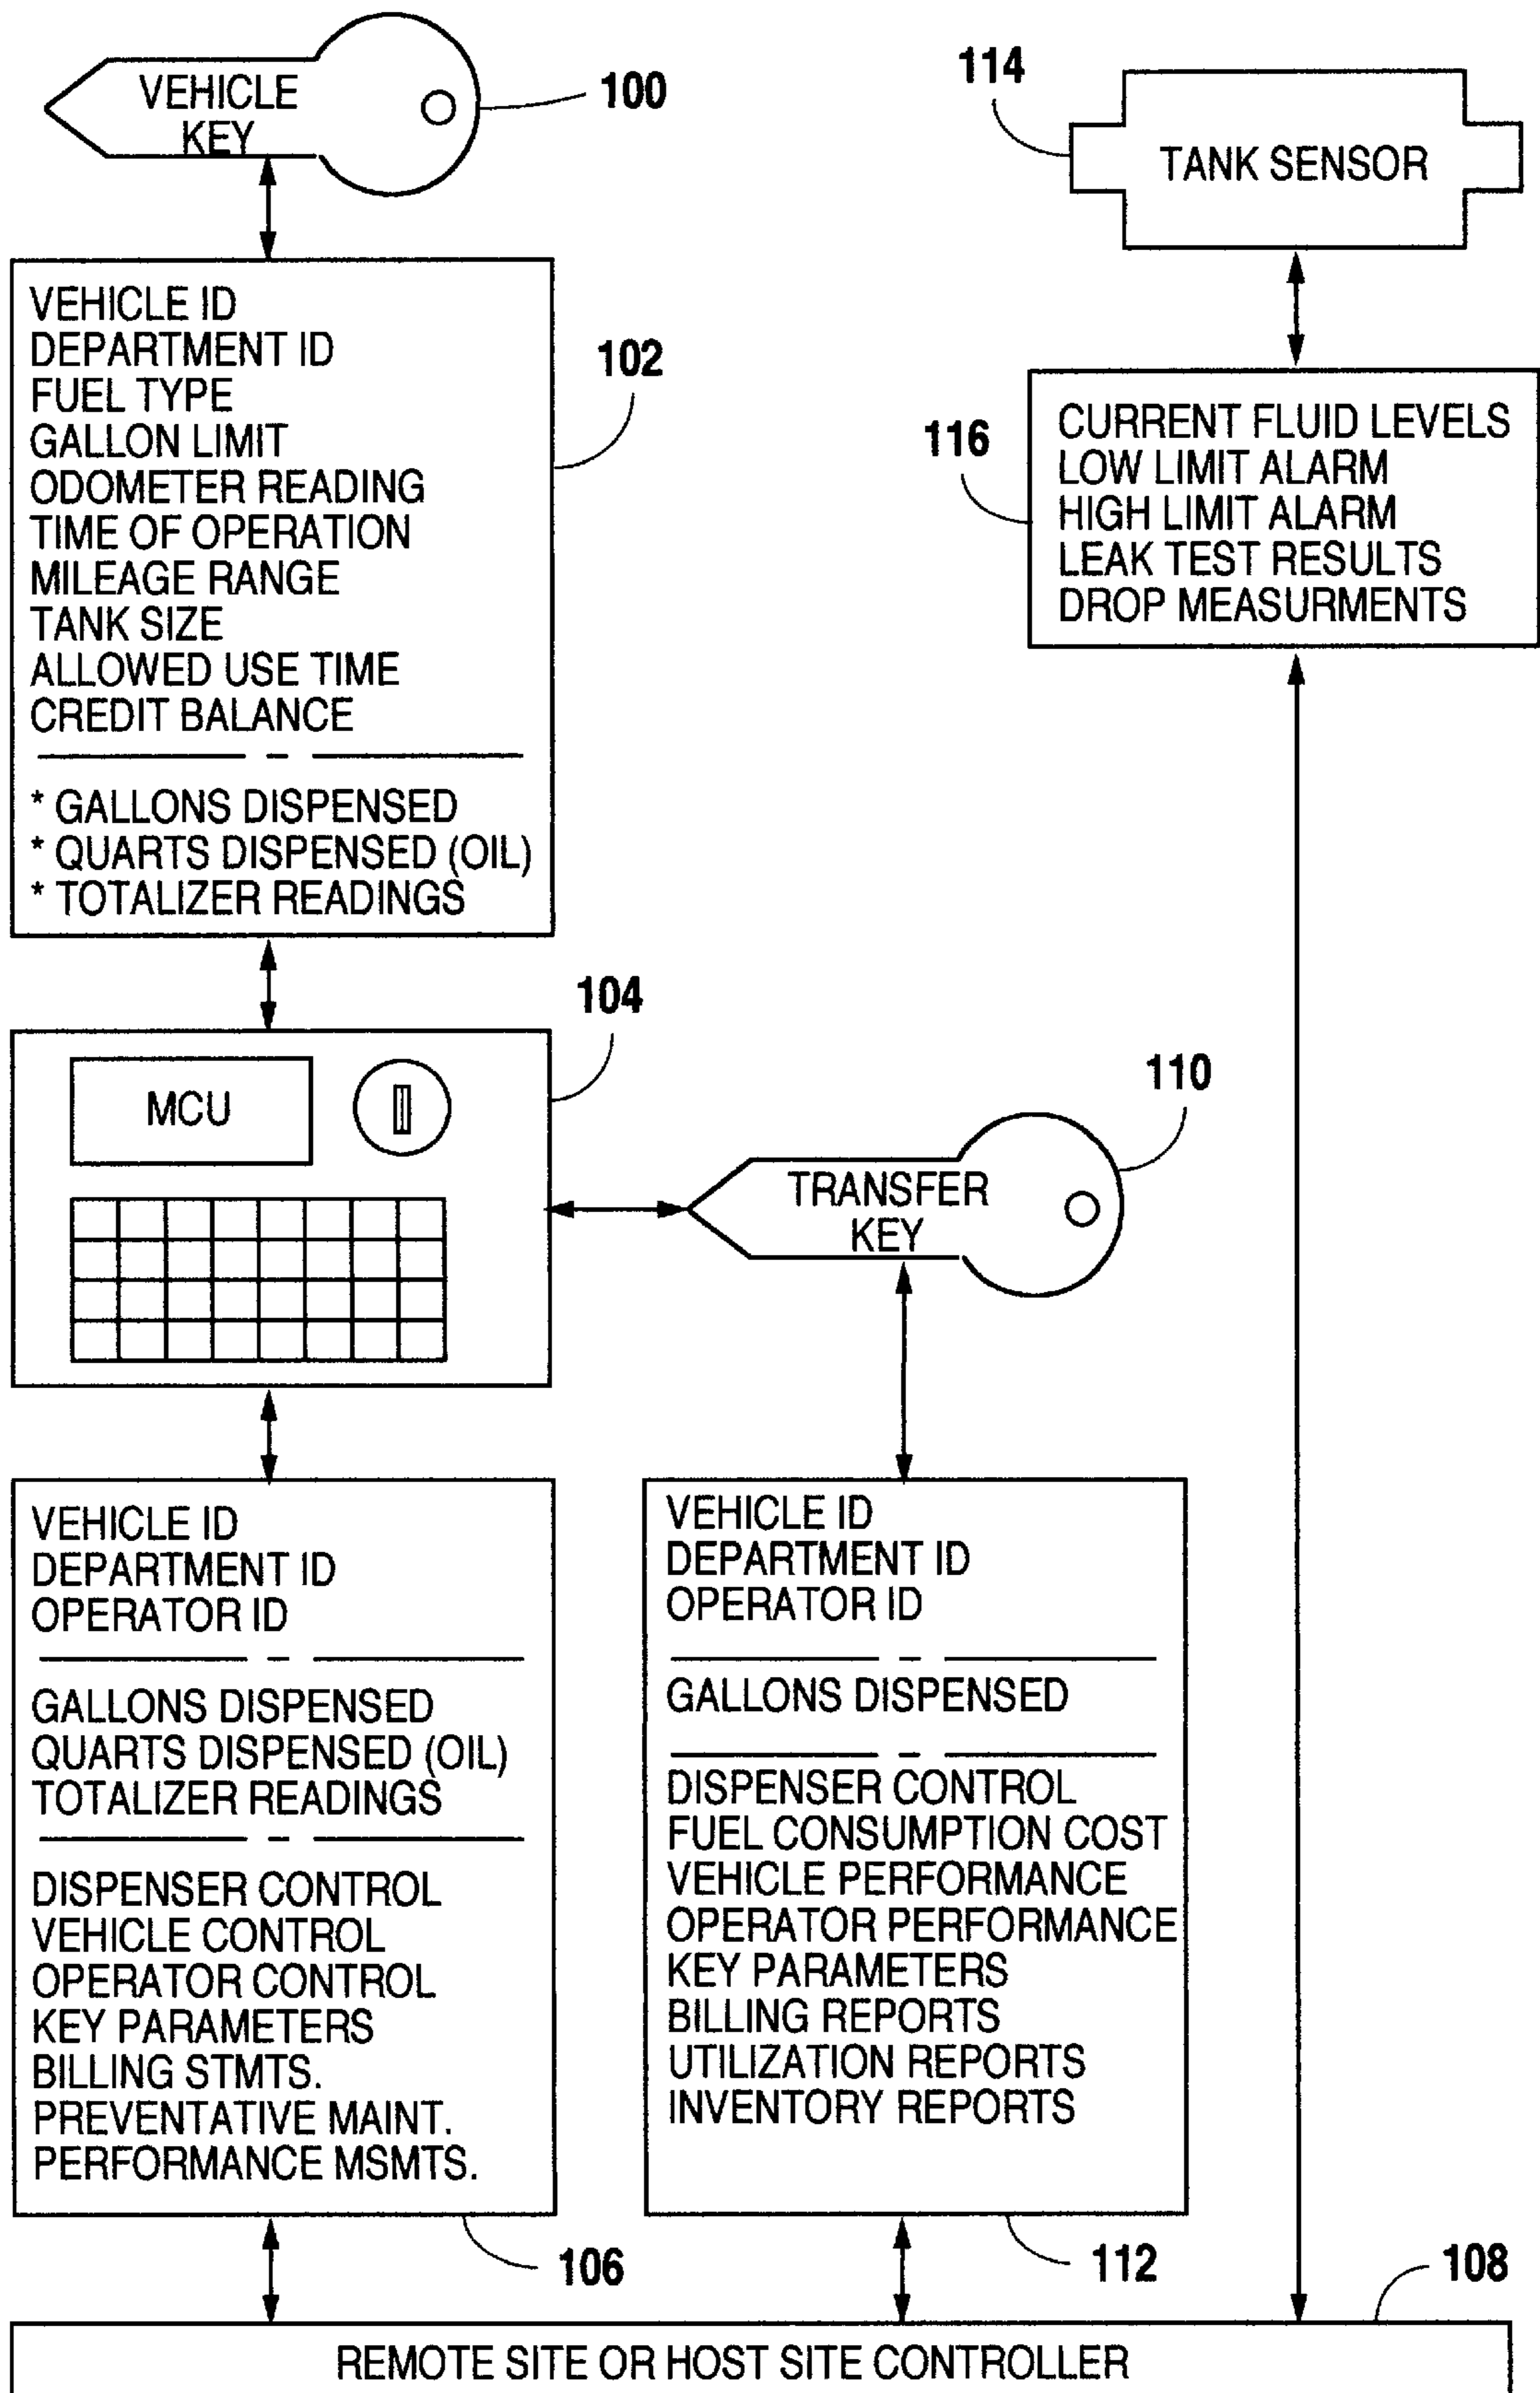 VEHICLE
KEY
100
114
TANK SENSOR
VEHICLE ID
DEPARTMENT ID
FUEL TYPE
GALLON LIMIT
ODOMETER READING
TIME OF OPERATION
MILEAGE RANGE
TANK SIZE
ALLOWED USE TIME
CREDIT BALANCE
* GALLONS DISPENSED
* QUARTS DISPENSED (OIL)
* TOTALIZER READINGS
102
116
CURRENT FLUID LEVELS
LOW LIMIT ALARM
HIGH LIMIT ALARM
LEAK TEST RESULTS
DROP MEASURMENTS
104
MCU
110
TRANSFER
KEY
VEHICLE ID
DEPARTMENT ID
OPERATOR ID
GALLONS DISPENSED
QUARTS DISPENSED (OIL)
TOTALIZER READINGS
DISPENSER CONTROL
VEHICLE CONTROL
OPERATOR CONTROL
KEY PARAMETERS
BILLING STMTS.
PREVENTATIVE MAINT.
PERFORMANCE MSMTS.
VEHICLE ID
DEPARTMENT ID
OPERATOR ID
GALLONS DISPENSED
DISPENSER CONTROL
FUEL CONSUMPTION COST
VEHICLE PERFORMANCE
OPERATOR PERFORMANCE
KEY PARAMETERS
BILLING REPORTS
UTILIZATION REPORTS
INVENTORY REPORTS
106
112
108
REMOTE SITE OR HOST SITE CONTROLLER